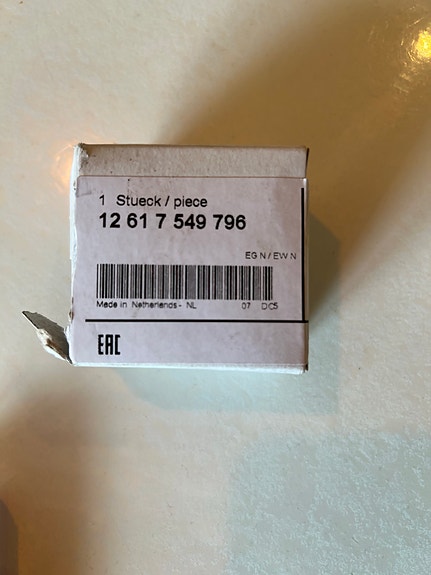 1 Stueck / piece
12 61 7 549 796
EG N / EW N
Made in Netherlands - NL 07 DC5
EAC